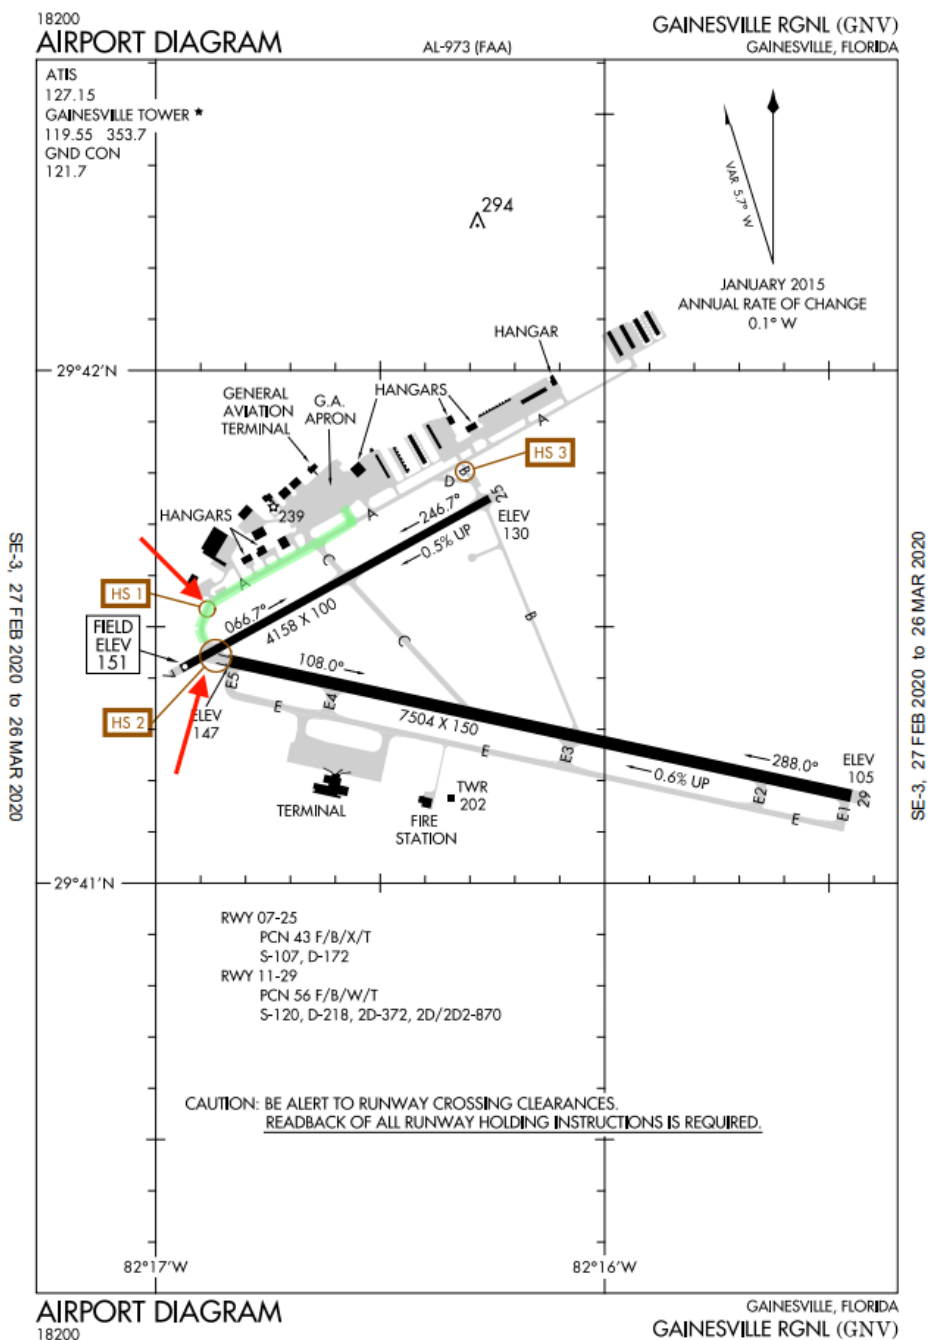 18200
AIRPORT DIAGRAM
AL-973 (FAA)
GAINESVILLE RGNL (GNV)
GAINESVILLE, FLORIDA
ATIS
127.15
GAINESVILLE TOWER ★
119.55 353.7
GND CON
121.7
294
VAR 5.7° W
JANUARY 2015
ANNUAL RATE OF CHANGE
0.1° W
HANGAR
29°42'N
GENERAL
AVIATION
TERMINAL
G.A.
APRON
HANGARS
A
HS 3
B
D
25
ELEV
130
239
HANGARS
A
246.7°
0.5% UP
C
A
HS 1
066.7°
4158 X 100
B
FIELD
ELEV
151
7
C
108.0°
E5
HS 2
ELEV
147
E
E4
7504 X 150
E
E3
288.0°
ELEV
105
0.6% UP
E2
29
E1
E
TERMINAL
TWR
202
FIRE
STATION
29°41'N
RWY 07-25
PCN 43 F/B/X/T
S-107, D-172
RWY 11-29
PCN 56 F/B/W/T
S-120, D-218, 2D-372, 2D/2D2-870
CAUTION: BE ALERT TO RUNWAY CROSSING CLEARANCES.
READBACK OF ALL RUNWAY HOLDING INSTRUCTIONS IS REQUIRED.
82°17'W
82°16'W
SE-3, 27 FEB 2020 to 26 MAR 2020
SE-3, 27 FEB 2020 to 26 MAR 2020
AIRPORT DIAGRAM
18200
GAINESVILLE, FLORIDA
GAINESVILLE RGNL (GNV)